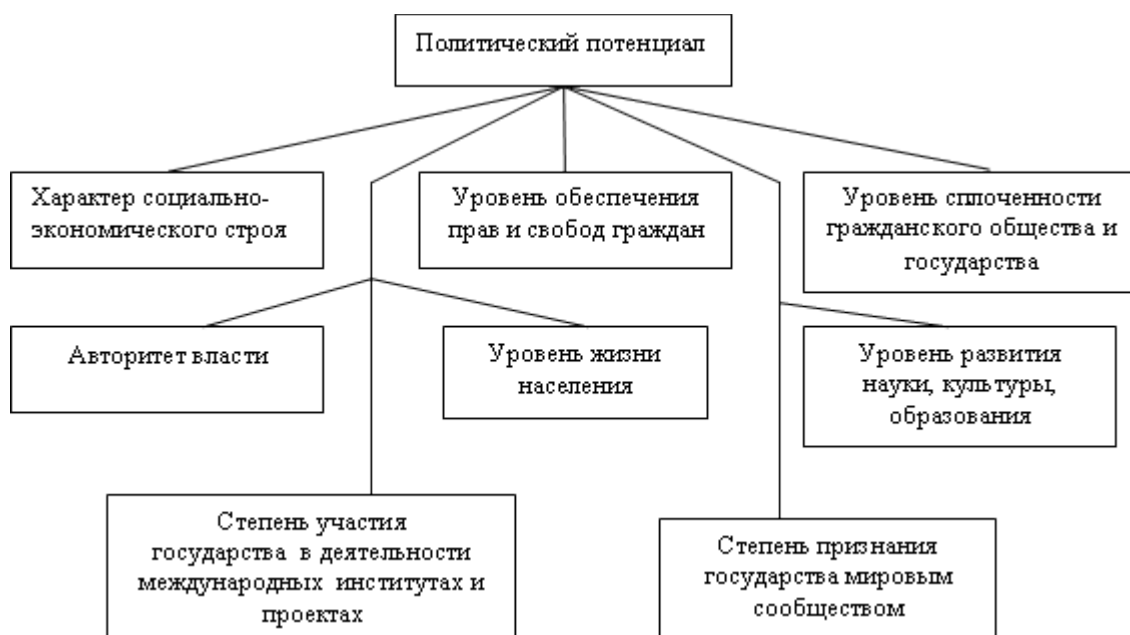 Политический потенциал
Характер социально-
экономического строя
Уровень обеспечения
прав и свобод граждан
Уровень сплоченности
гражданского общества и
государства
Авторитет власти
Уровень жизни
населения
Уровень развития
науки, культуры,
образования
Степень участия
государства в деятельности
международных институтах и
проектах
Степень признания
государства мировым
сообществом